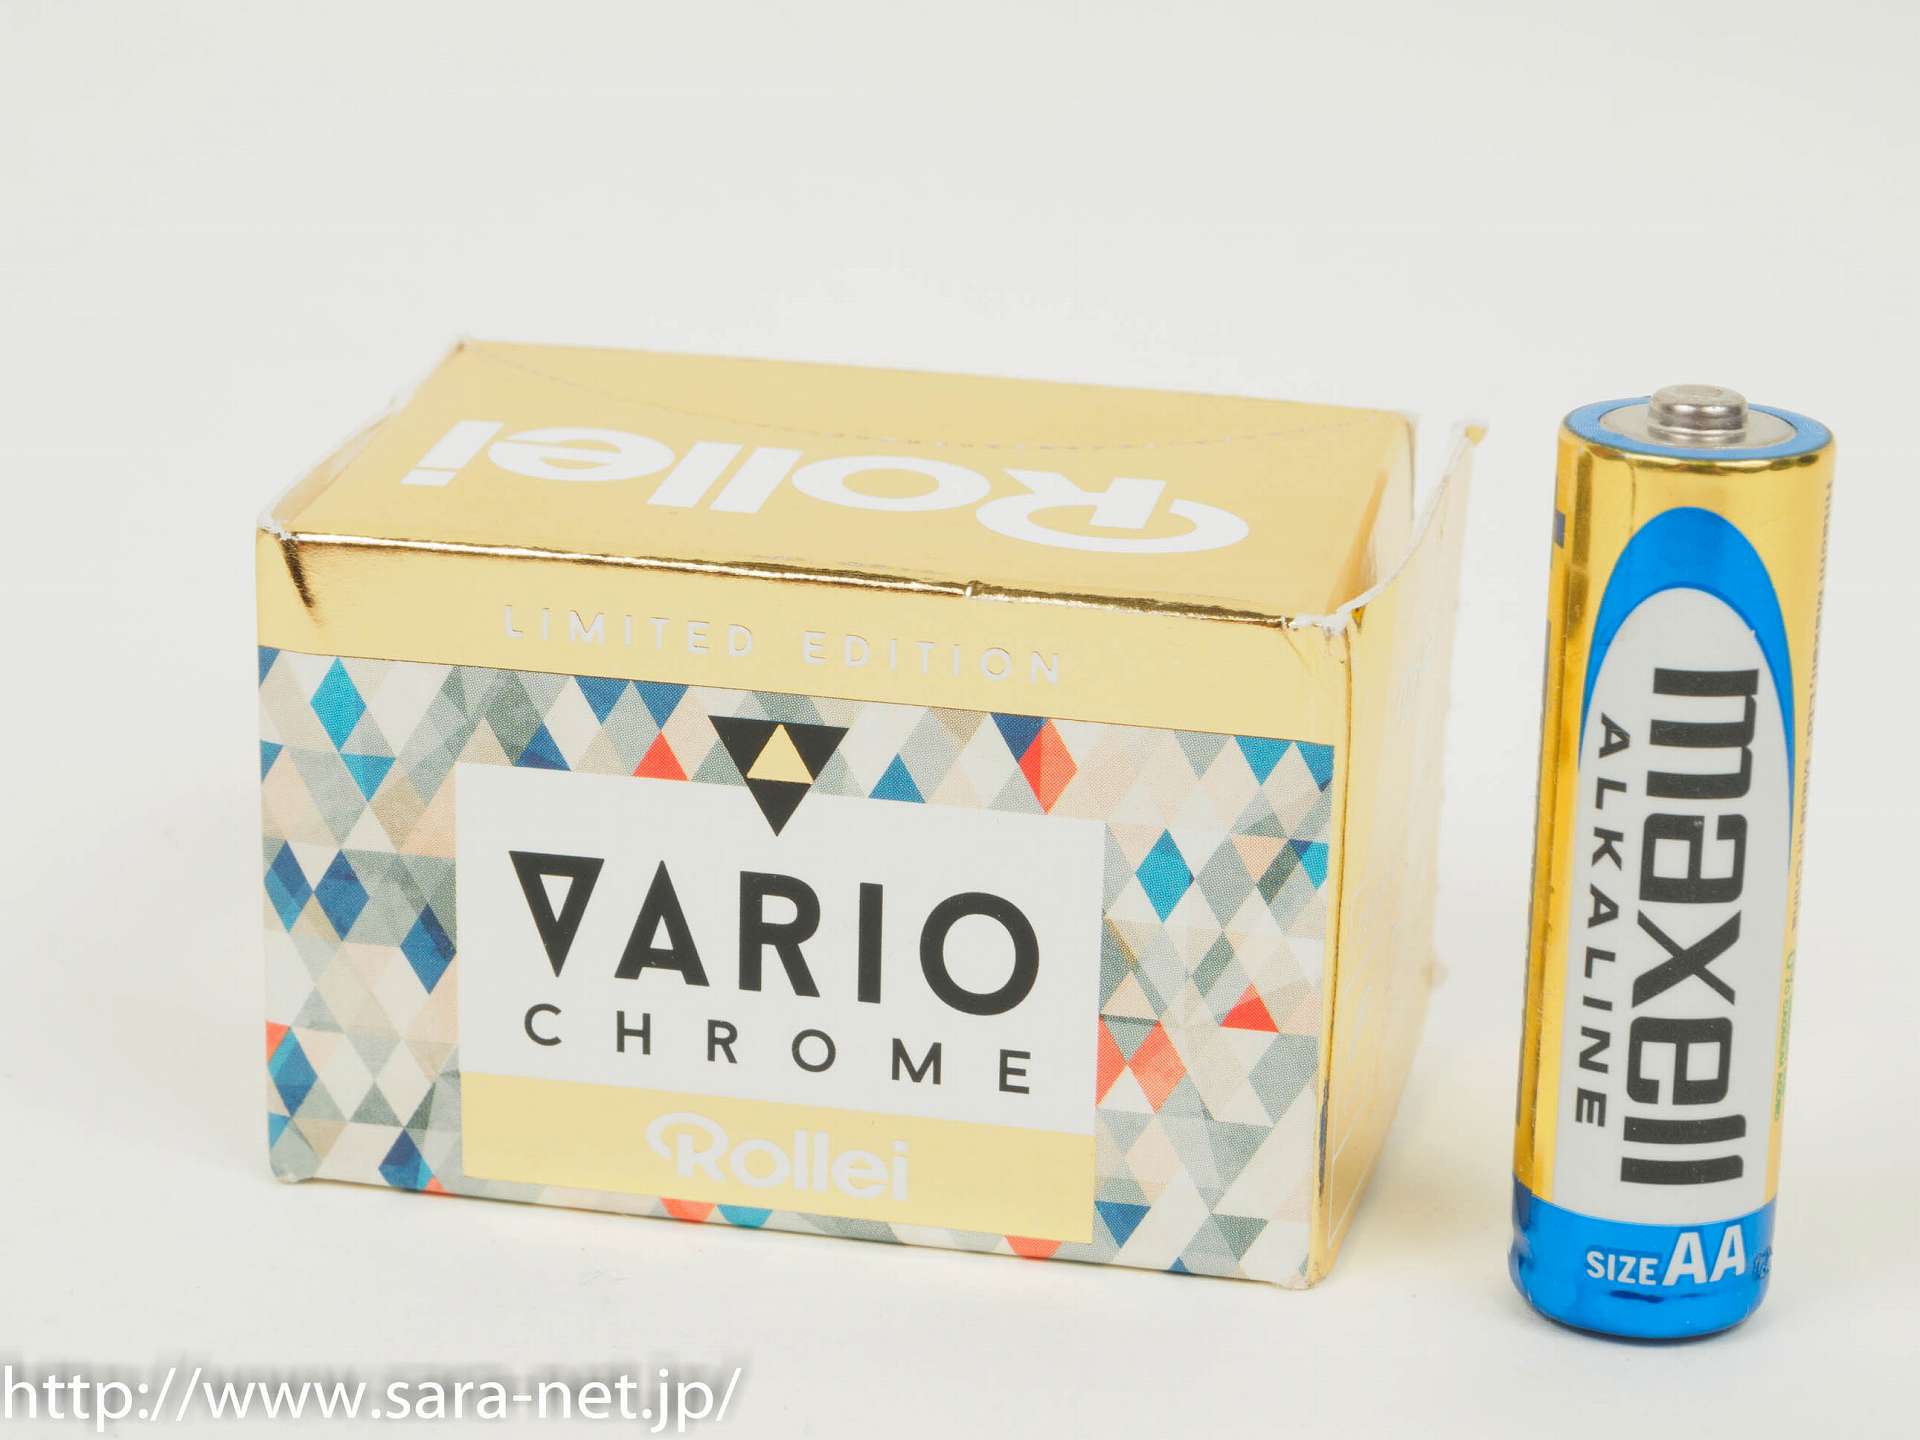 Rollei
LIMITED EDITION
VARIO
CHROME
Rollei
maxell
ALKALINE
SIZE AA
http://www.sara-net.jp/